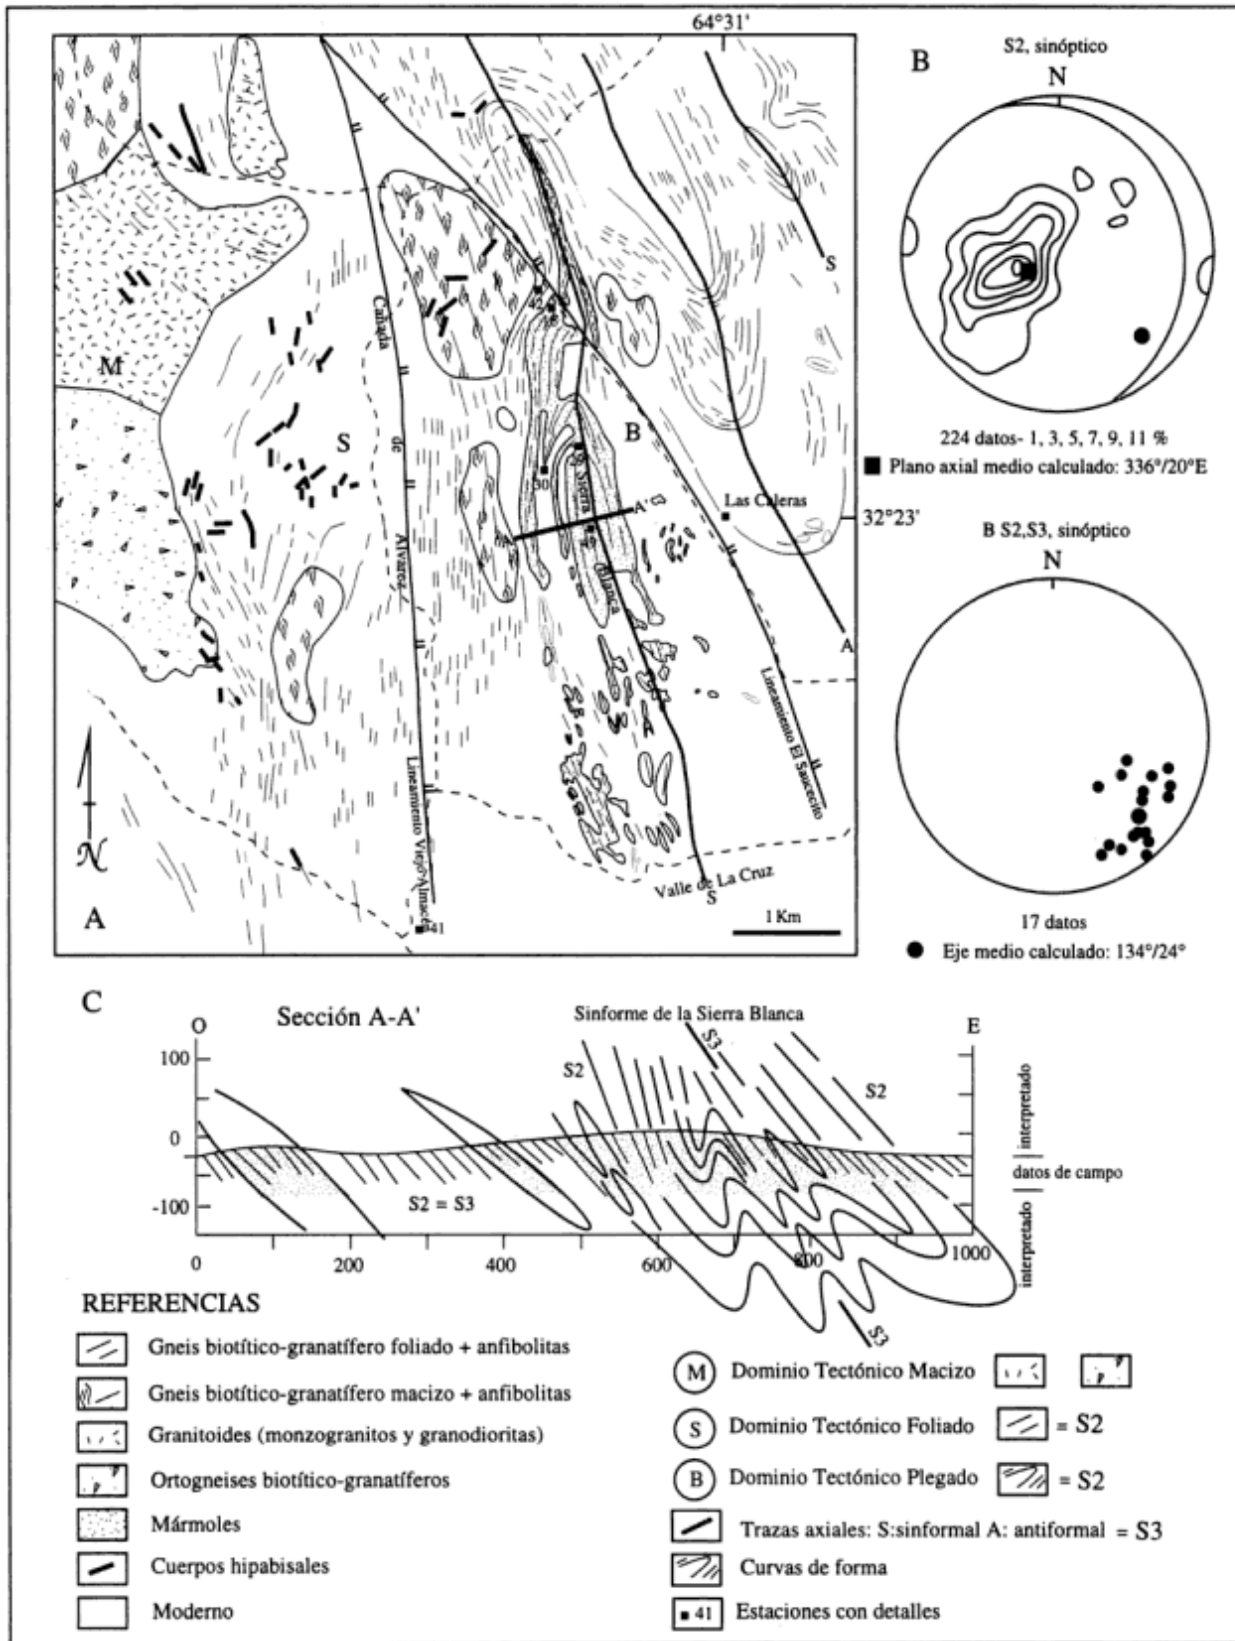 64°31'
S
Cañada
42
M
B
S
30
29
Sierra
A'
Las Caleras
32°23'
A
de
Alvarez
Blanca
A
Lineamiento El Saucecito
Lineamiento Viejo-Almacén
Valle de La Cruz
S
N
A
41
1 Km
B
S2, sinóptico
N
224 datos- 1, 3, 5, 7, 9, 11 %
Plano axial medio calculado: 336°/20°E
B S2,S3, sinóptico
N
17 datos
Eje medio calculado: 134°/24°
C
Sección A-A'
Sinforme de la Sierra Blanca
O
E
S3
100
S2
S2
interpretado
0
datos de campo
-100
S2 = S3
interpretado
0
200
400
600
800
1000
S3
REFERENCIAS
Gneis biotítico-granatífero foliado + anfibolitas
Gneis biotítico-granatífero macizo + anfibolitas
Granitoides (monzogranitos y granodioritas)
Ortogneises biotítico-granatíferos
Mármoles
Cuerpos hipabisales
Moderno
M Dominio Tectónico Macizo
S Dominio Tectónico Foliado = S2
B Dominio Tectónico Plegado = S2
Trazas axiales: S:sinformal A: antiformal = S3
Curvas de forma
41 Estaciones con detalles